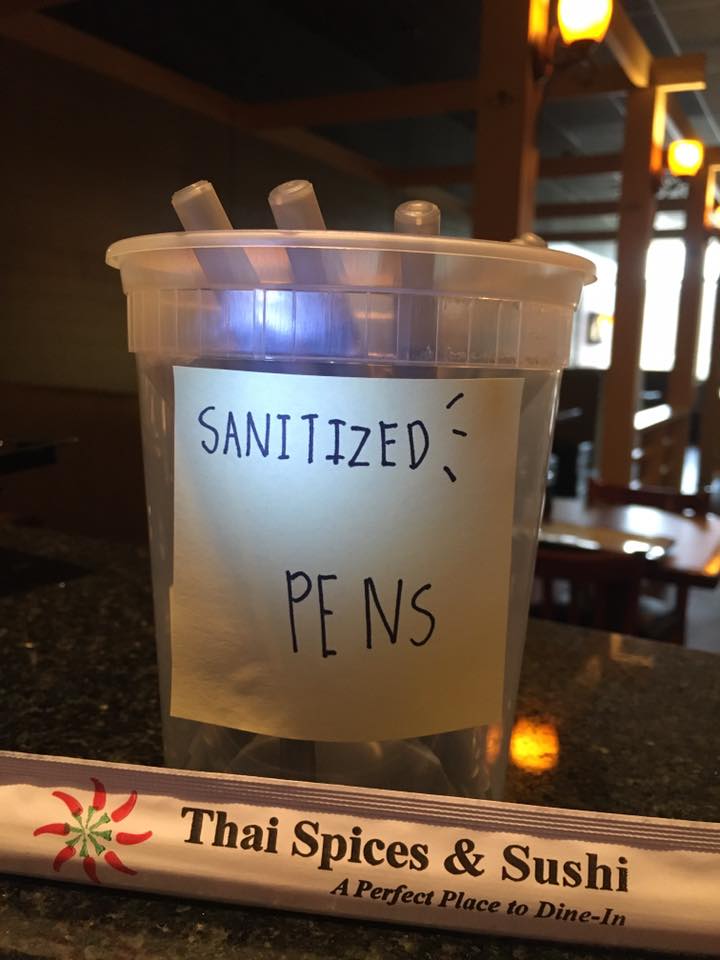 SANITIZED
PENS
Thai Spices & Sushi
A Perfect Place to Dine-In